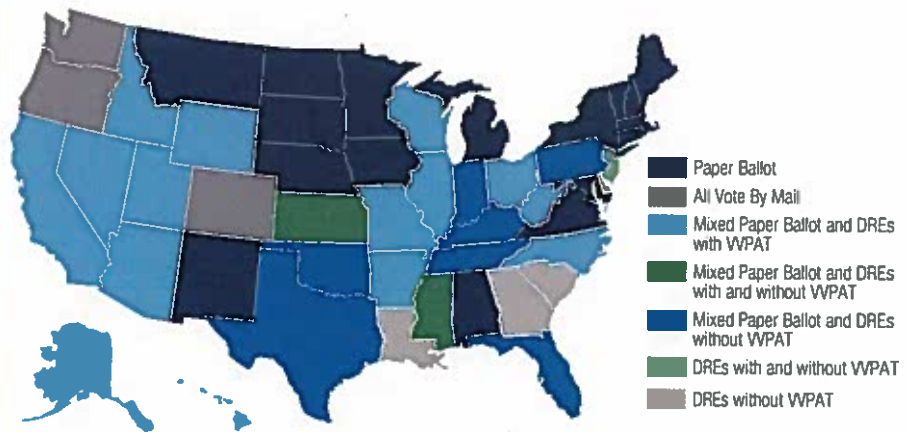 Paper Ballot
All Vote By Mail
Mixed Paper Ballot and DREs
with VVPAT
Mixed Paper Ballot and DREs
with and without VVPAT
Mixed Paper Ballot and DREs
without VVPAT
DREs with and without VVPAT
DREs without VVPAT